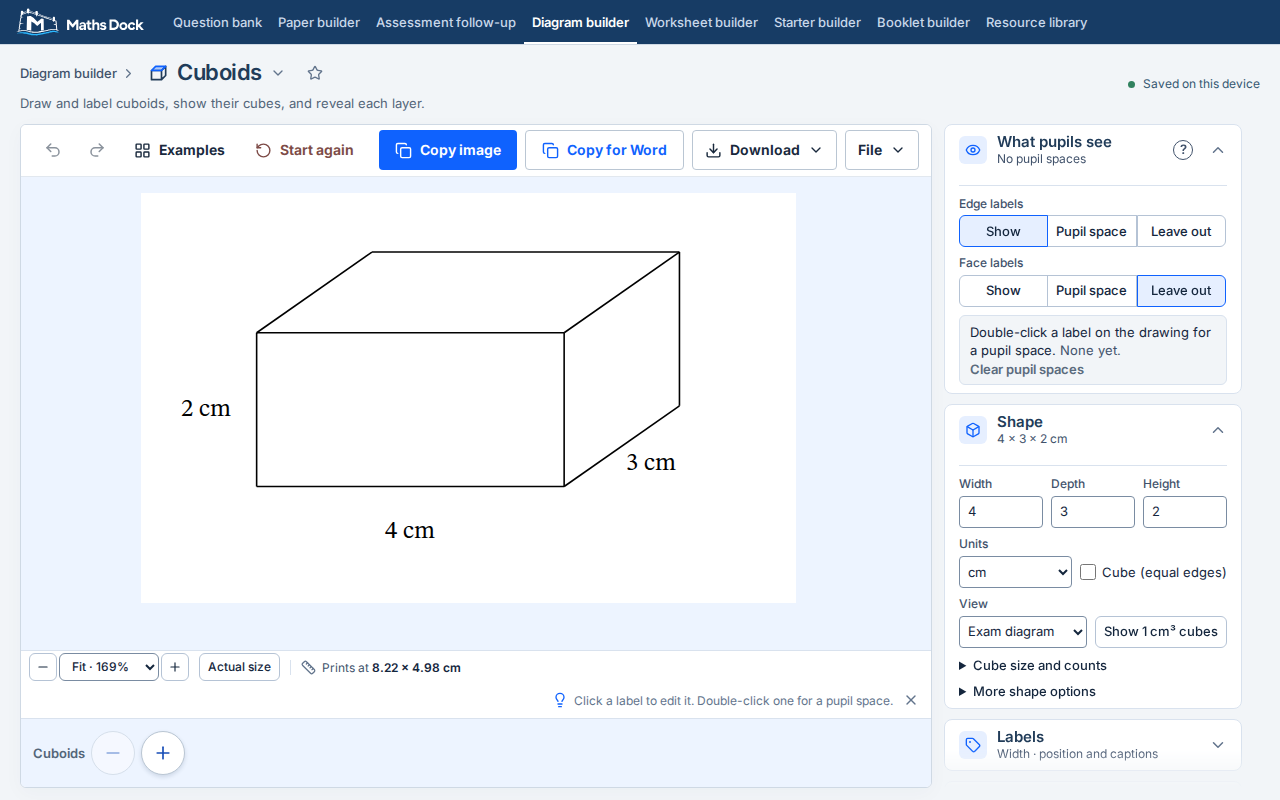 Maths Dock
Question bank
Paper builder
Assessment follow-up
Diagram builder
Worksheet builder
Starter builder
Booklet builder
Resource library
Diagram builder
Cuboids
Draw and label cuboids, show their cubes, and reveal each layer.
Saved on this device
Examples
Start again
Copy image
Copy for Word
Download
File
2 cm
3 cm
4 cm
Fit · 169%
Actual size
Prints at 8.22 × 4.98 cm
Click a label to edit it. Double-click one for a pupil space.
Cuboids
What pupils see
No pupil spaces
?
Edge labels
Show
Pupil space
Leave out
Face labels
Show
Pupil space
Leave out
Double-click a label on the drawing for
a pupil space. None yet.
Clear pupil spaces
Shape
4 × 3 × 2 cm
Width
Depth
Height
4
3
2
Units
cm
Cube (equal edges)
View
Exam diagram
Show 1 cm³ cubes
Cube size and counts
More shape options
Labels
Width · position and captions